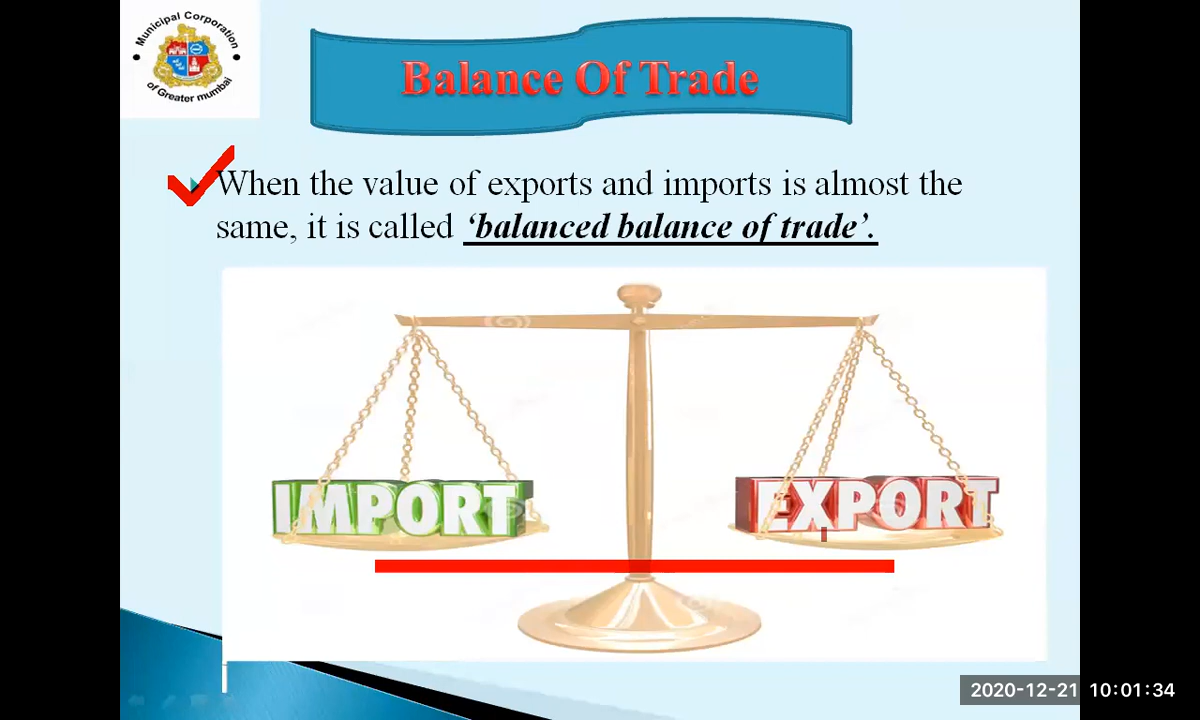 Municipal Corporation
of Greater mumbai
Balance Of Trade
When the value of exports and imports is almost the
same, it is called ‘balanced balance of trade’.
IMPORT
EXPORT
2020-12-21 10:01:34